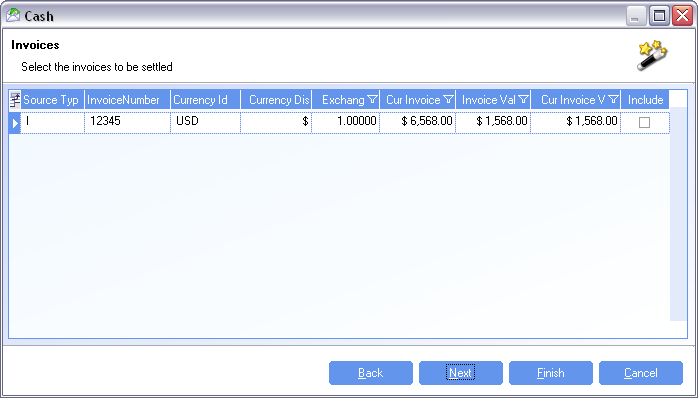 Cash
Invoices
Select the invoices to be settled
Source Typ InvoiceNumber Currency Id Currency Dis Exchang Cur Invoice Invoice Val Cur Invoice V Include
I 12345 USD $ 1.00000 $ 6,568.00 $ 1,568.00 $ 1,568.00
Back Next Finish Cancel